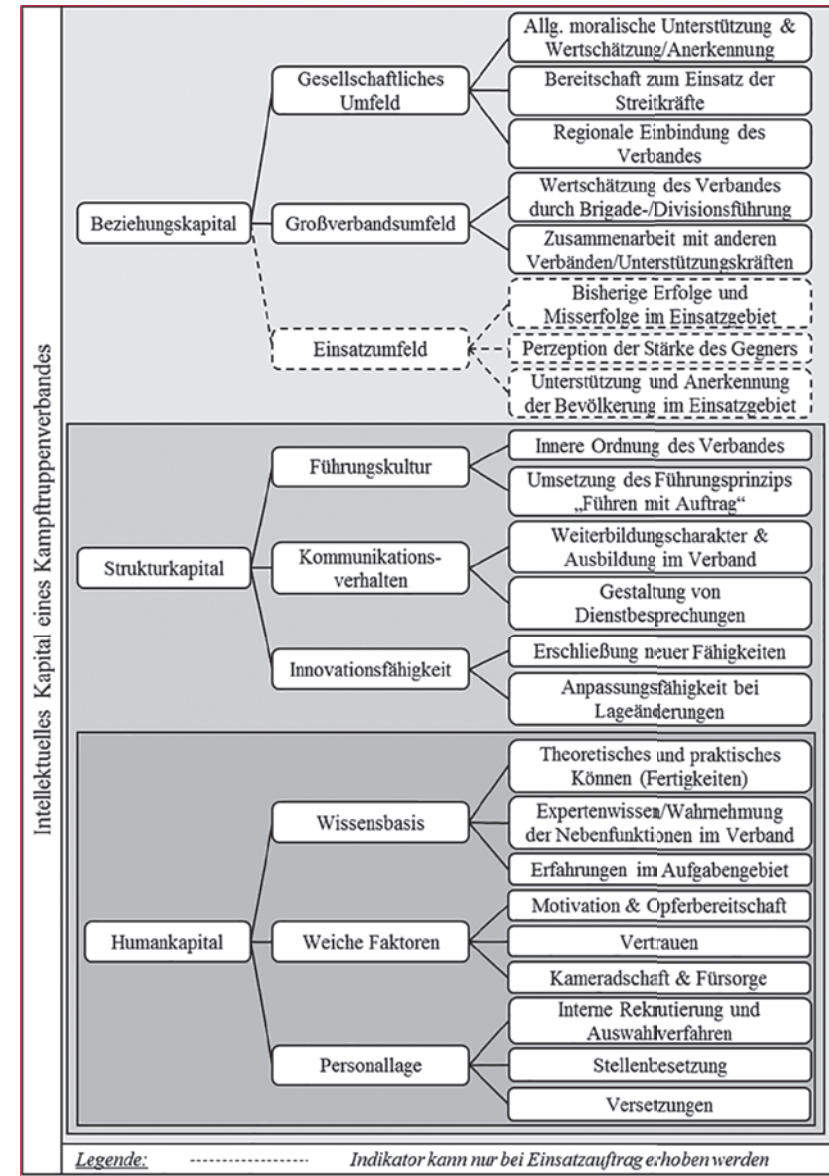 Intellektuelles Kapital eines Kampftruppenverbandes
Beziehungskapital
Gesellschaftliches
Umfeld
Allg. moralische Unterstützung &
Wertschätzung/Anerkennung
Bereitschaft zum Einsatz der
Streitkräfte
Regionale Einbindung des
Verbandes
Großverbandsumfeld
Wertschätzung des Verbandes
durch Brigade-/Divisionsführung
Zusammenarbeit mit anderen
Verbänden/Unterstützungskräften
Einsatzumfeld
Bisherige Erfolge und
Misserfolge im Einsatzgebiet
Perzeption der Stärke des Gegners
Unterstützung und Anerkennung
der Bevölkerung im Einsatzgebiet
Strukturkapital
Führungskultur
Innere Ordnung des Verbandes
Umsetzung des Führungsprinzips
„Führen mit Auftrag“
Kommunikations-
verhalten
Weiterbildungscharakter &
Ausbildung im Verband
Gestaltung von
Dienstbesprechungen
Innovationsfähigkeit
Erschließung neuer Fähigkeiten
Anpassungsfähigkeit bei
Lageänderungen
Humankapital
Wissensbasis
Theoretisches und praktisches
Können (Fertigkeiten)
Expertenwissen/Wahrnehmung
der Nebenfunktionen im Verband
Erfahrungen im Aufgabengebiet
Weiche Faktoren
Motivation & Opferbereitschaft
Vertrauen
Kameradschaft & Fürsorge
Personallage
Interne Rekrutierung und
Auswahlverfahren
Stellenbesetzung
Versetzungen
Legende: Indikator kann nur bei Einsatzauftrag erhoben werden